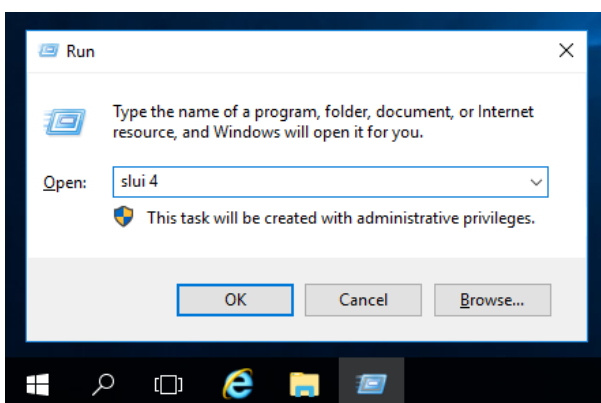 Run
Type the name of a program, folder, document, or Internet
resource, and Windows will open it for you.
Open: slui 4
This task will be created with administrative privileges.
OK Cancel Browse...